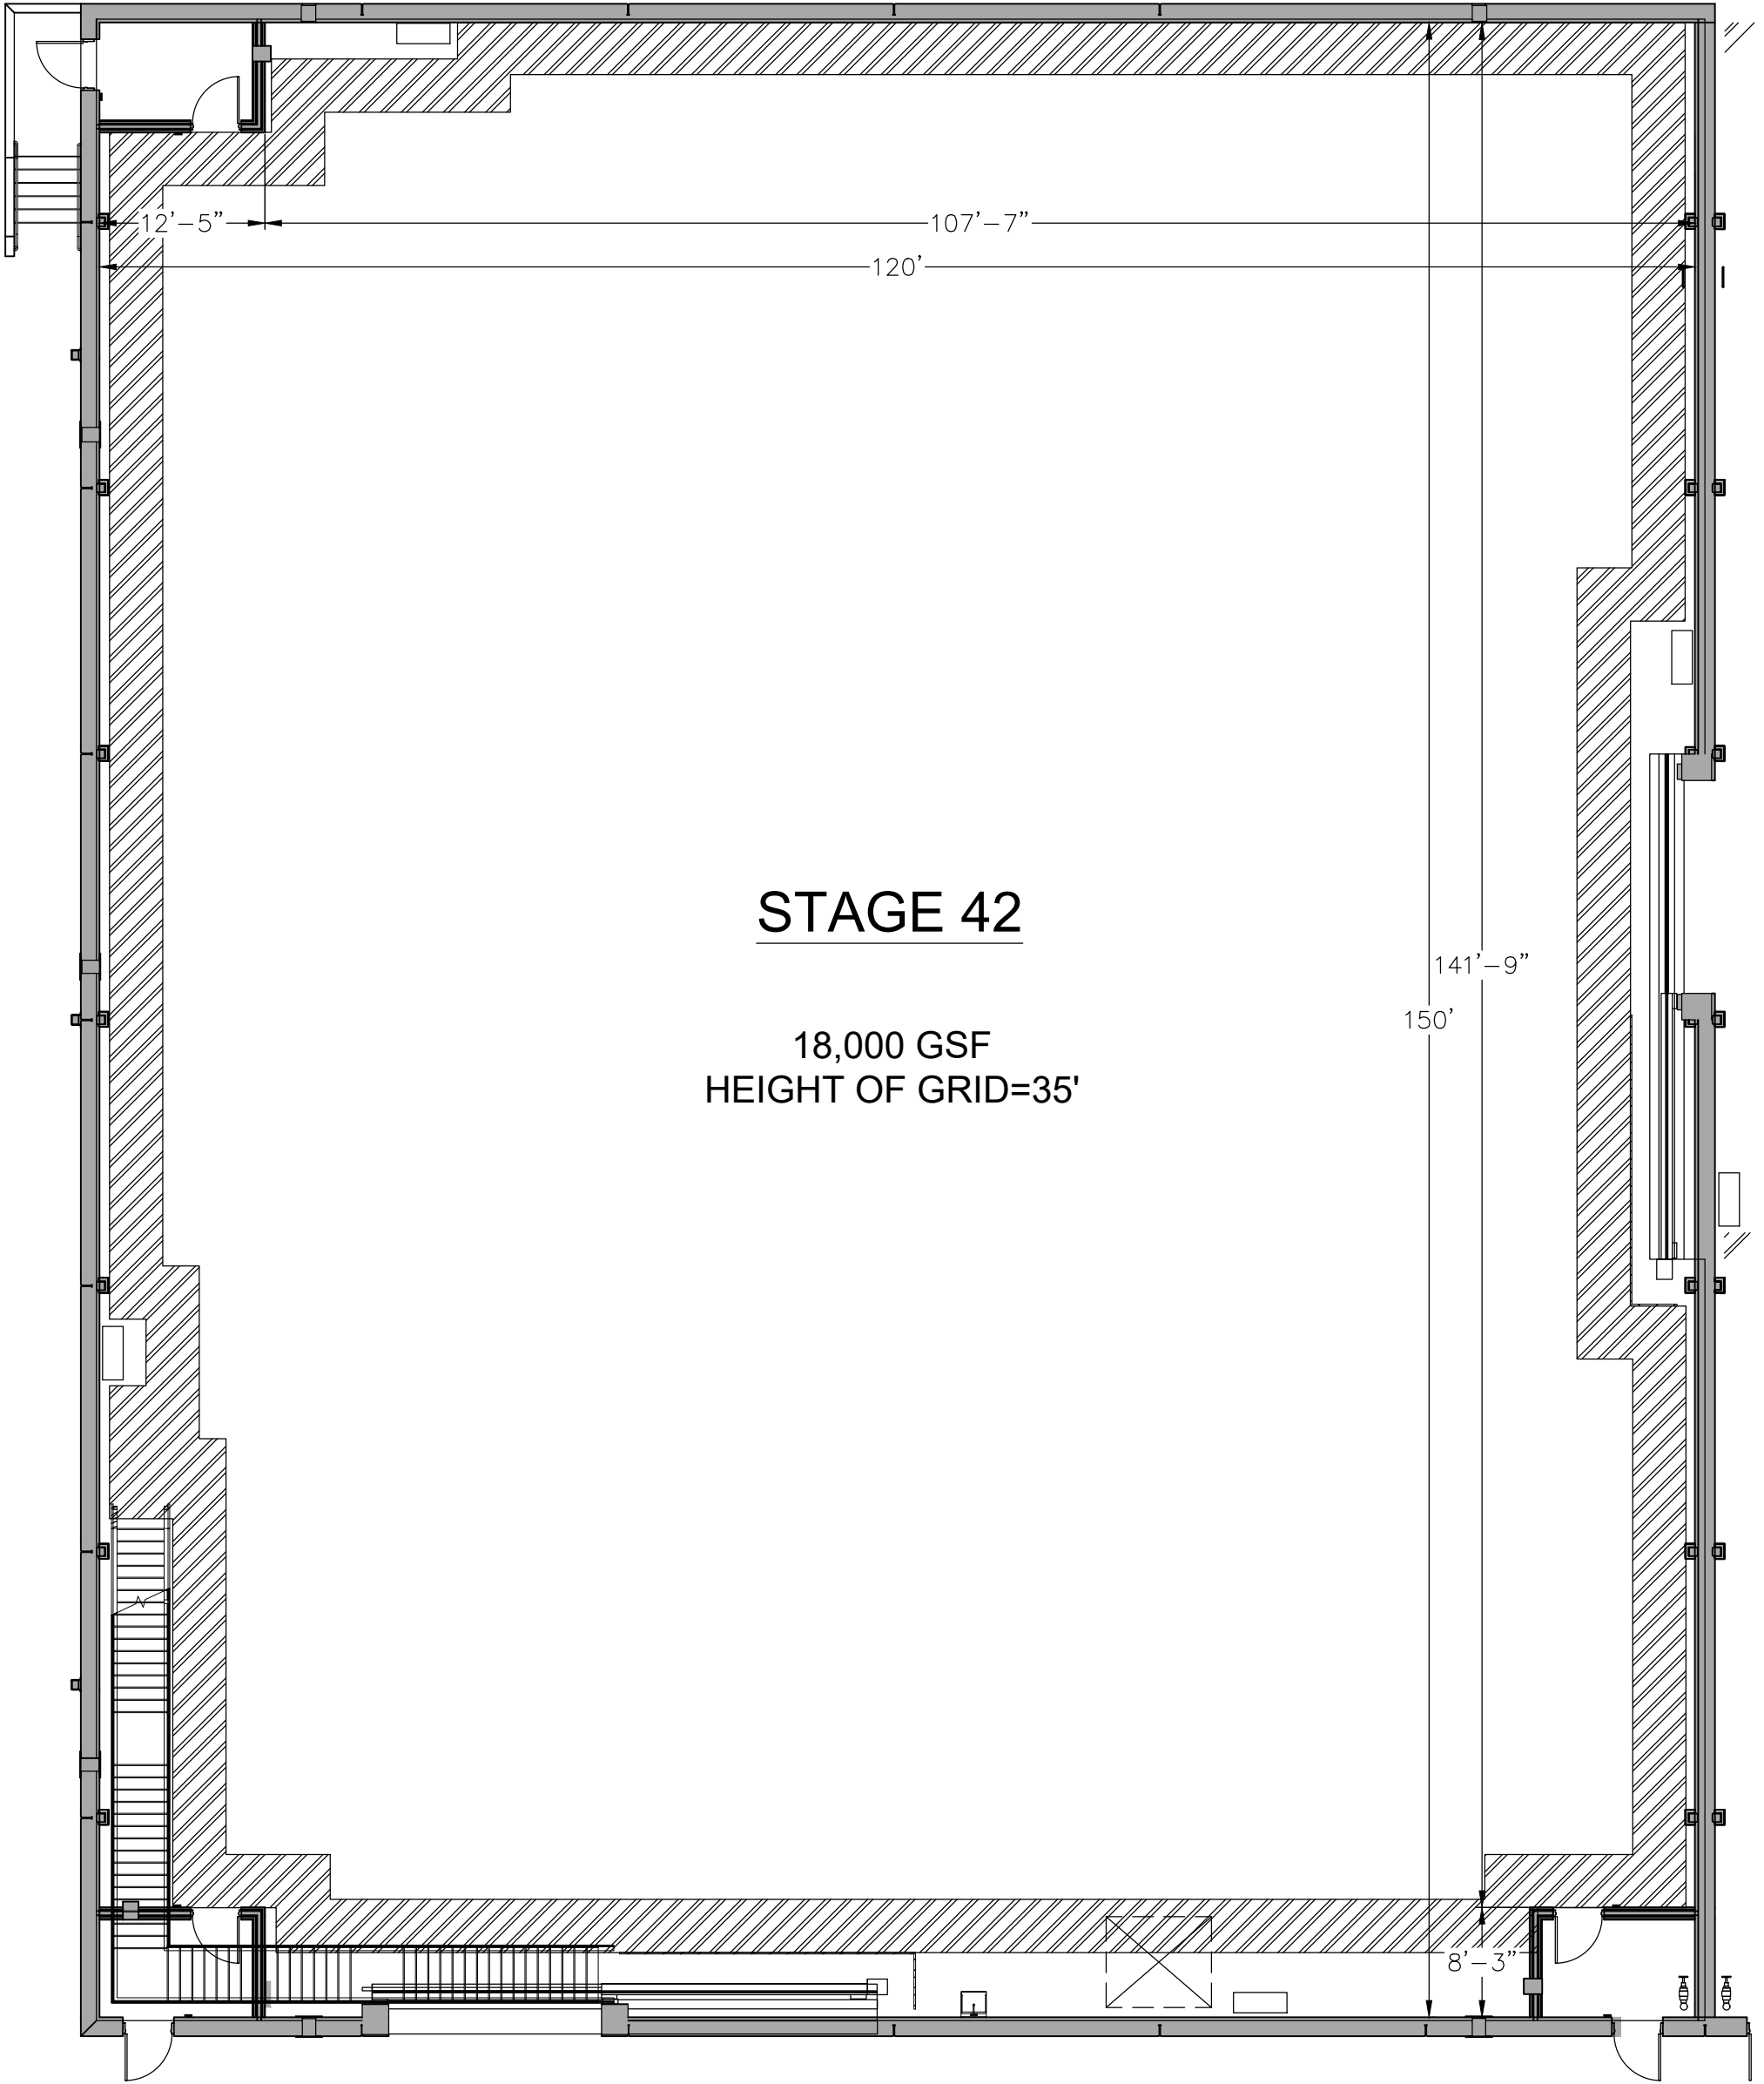 12’-5”
107’-7”
120’
STAGE 42
141’-9”
150’
18,000 GSF
HEIGHT OF GRID=35'
8’-3”